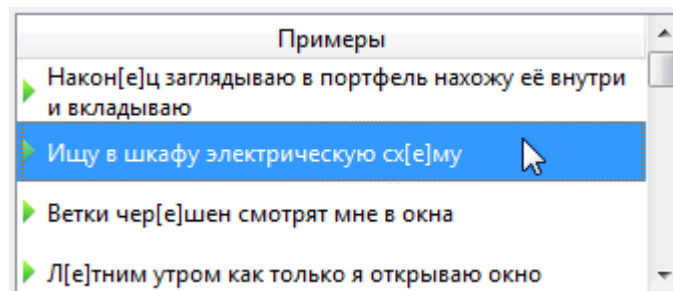 Примеры
Након[е]ц заглядываю в портфель нахожу её внутри
и вкладываю
Ищу в шкафу электрическую сх[е]му
Ветки чер[е]шен смотрят мне в окна
Л[е]тним утром как только я открываю окно